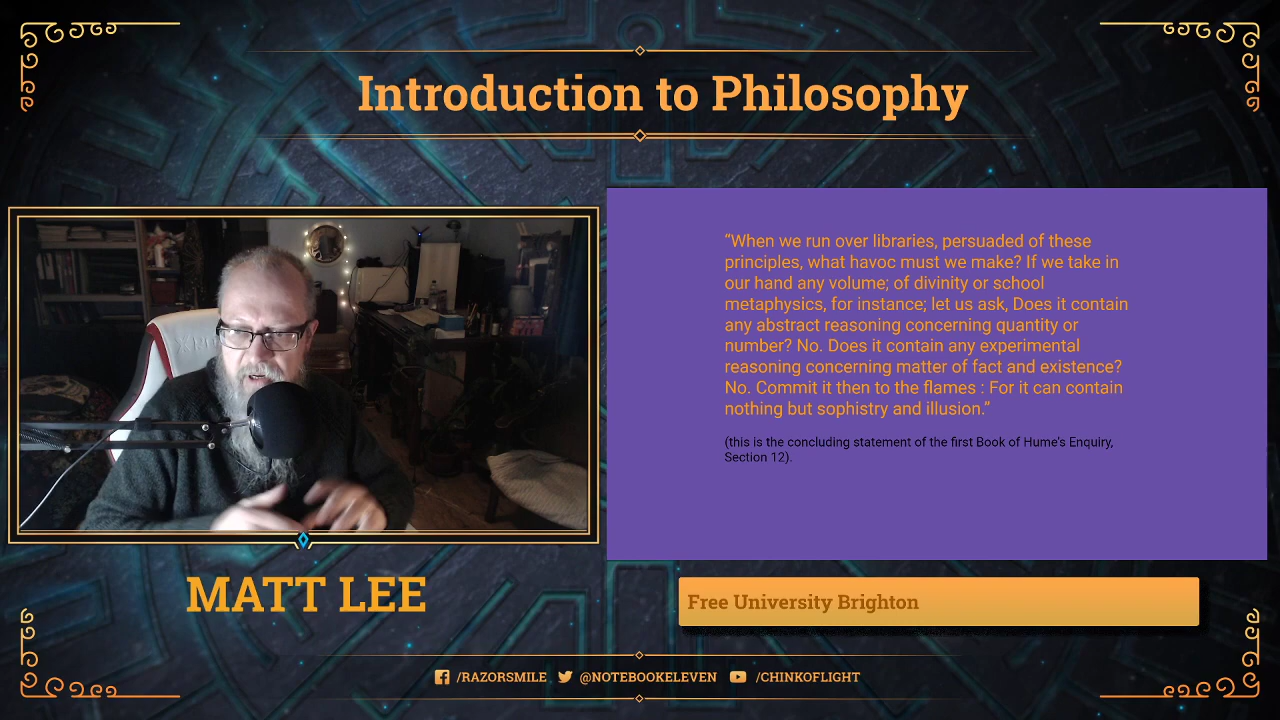 Introduction to Philosophy
“When we run over libraries, persuaded of these
principles, what havoc must we make? If we take in
our hand any volume; of divinity or school
metaphysics, for instance; let us ask, Does it contain
any abstract reasoning concerning quantity or
number? No. Does it contain any experimental
reasoning concerning matter of fact and existence?
No. Commit it then to the flames : For it can contain
nothing but sophistry and illusion.”
(this is the concluding statement of the first Book of Hume's Enquiry,
Section 12).
MATT LEE
Free University Brighton
/RAZORSMILE @NOTEBOOKELEVEN /CHINKOFLIGHT